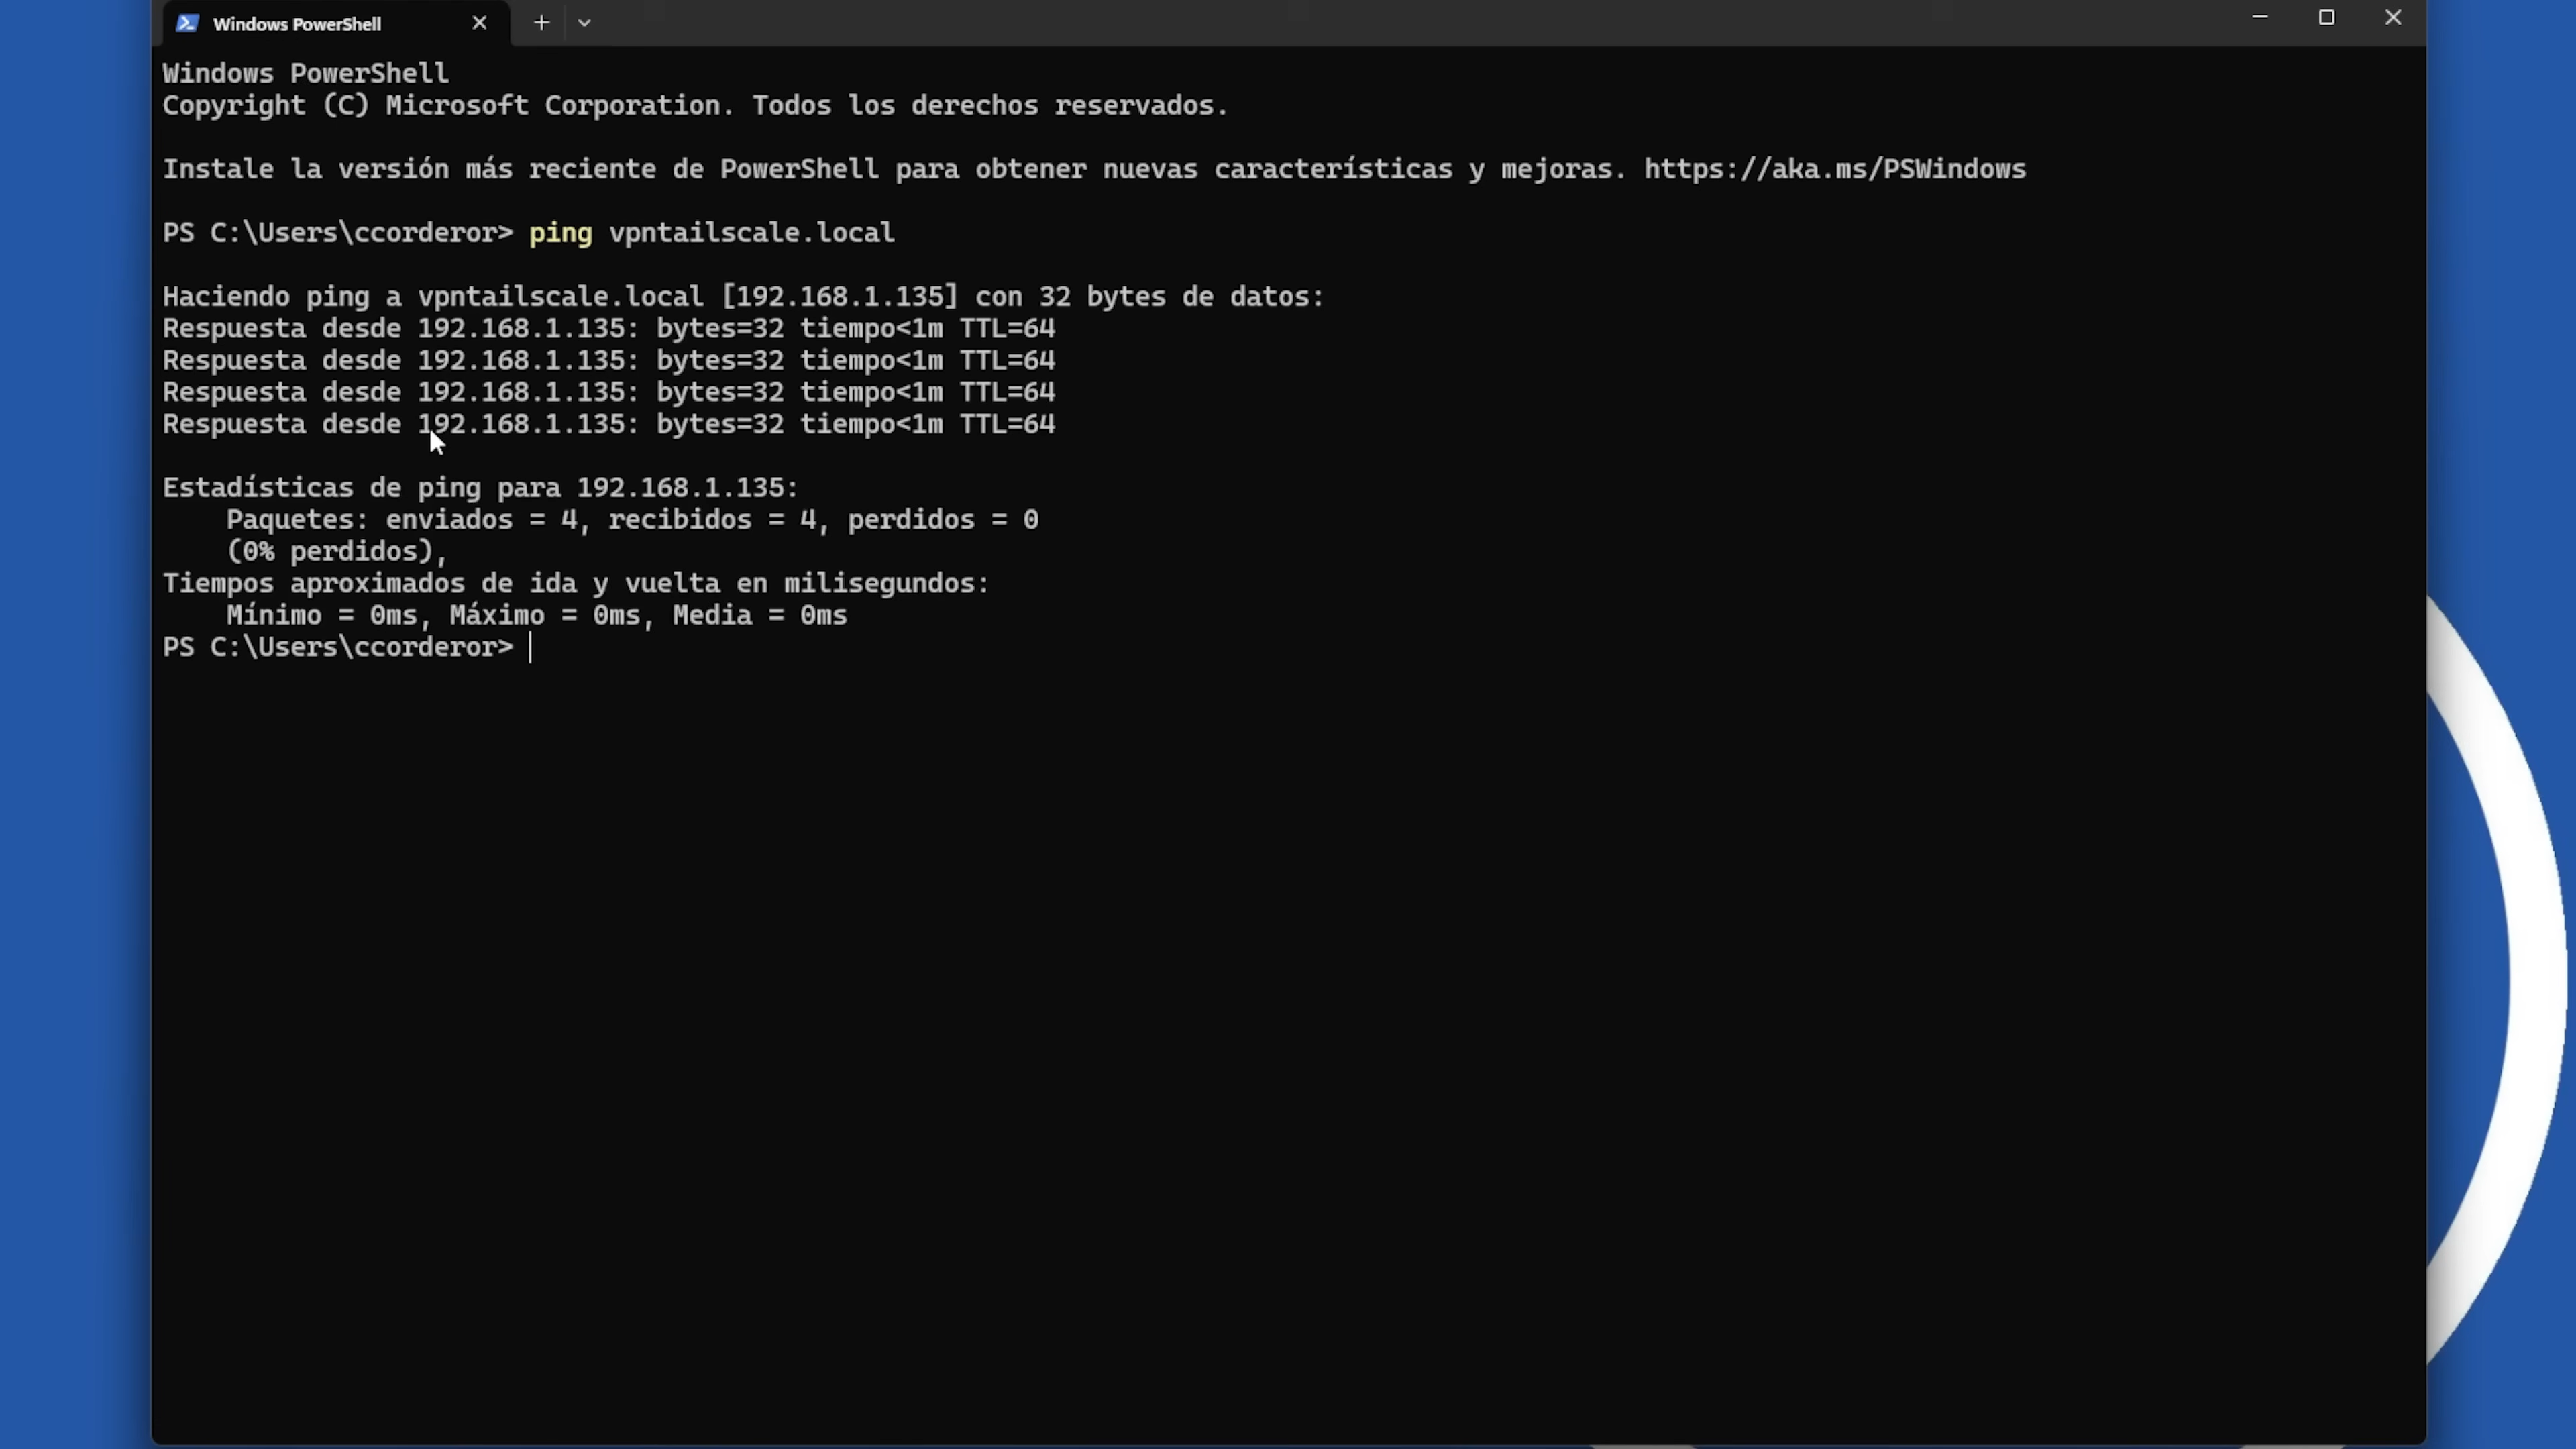 Windows PowerShell
Windows PowerShell
Copyright (C) Microsoft Corporation. Todos los derechos reservados.
Instale la versión más reciente de PowerShell para obtener nuevas características y mejoras. https://aka.ms/PSWindows
PS C:\Users\ccorderor> ping vpntailscale.local
Haciendo ping a vpntailscale.local [192.168.1.135] con 32 bytes de datos:
Respuesta desde 192.168.1.135: bytes=32 tiempo<1m TTL=64
Respuesta desde 192.168.1.135: bytes=32 tiempo<1m TTL=64
Respuesta desde 192.168.1.135: bytes=32 tiempo<1m TTL=64
Respuesta desde 192.168.1.135: bytes=32 tiempo<1m TTL=64
Estadísticas de ping para 192.168.1.135:
    Paquetes: enviados = 4, recibidos = 4, perdidos = 0
    (0% perdidos),
Tiempos aproximados de ida y vuelta en milisegundos:
    Mínimo = 0ms, Máximo = 0ms, Media = 0ms
PS C:\Users\ccorderor>